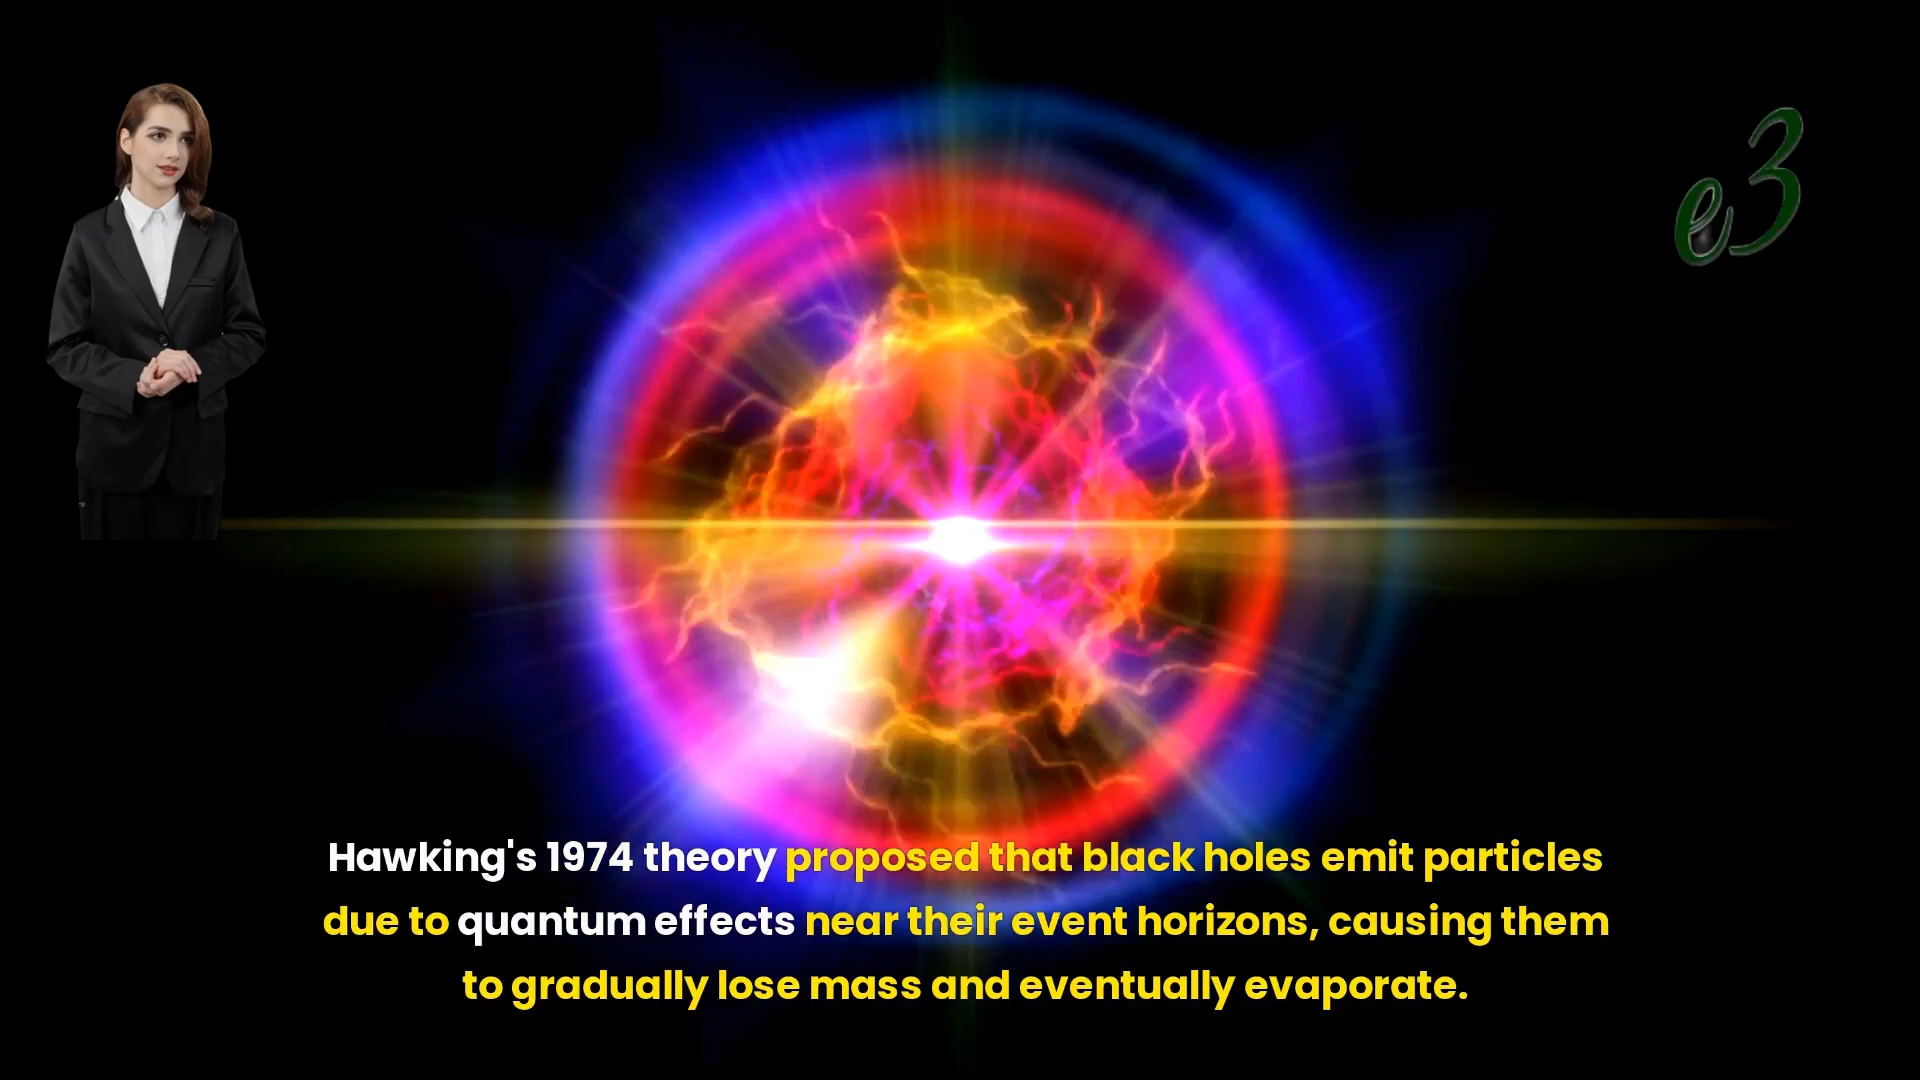 e3
Hawking's 1974 theory proposed that black holes emit particles
due to quantum effects near their event horizons, causing them
to gradually lose mass and eventually evaporate.